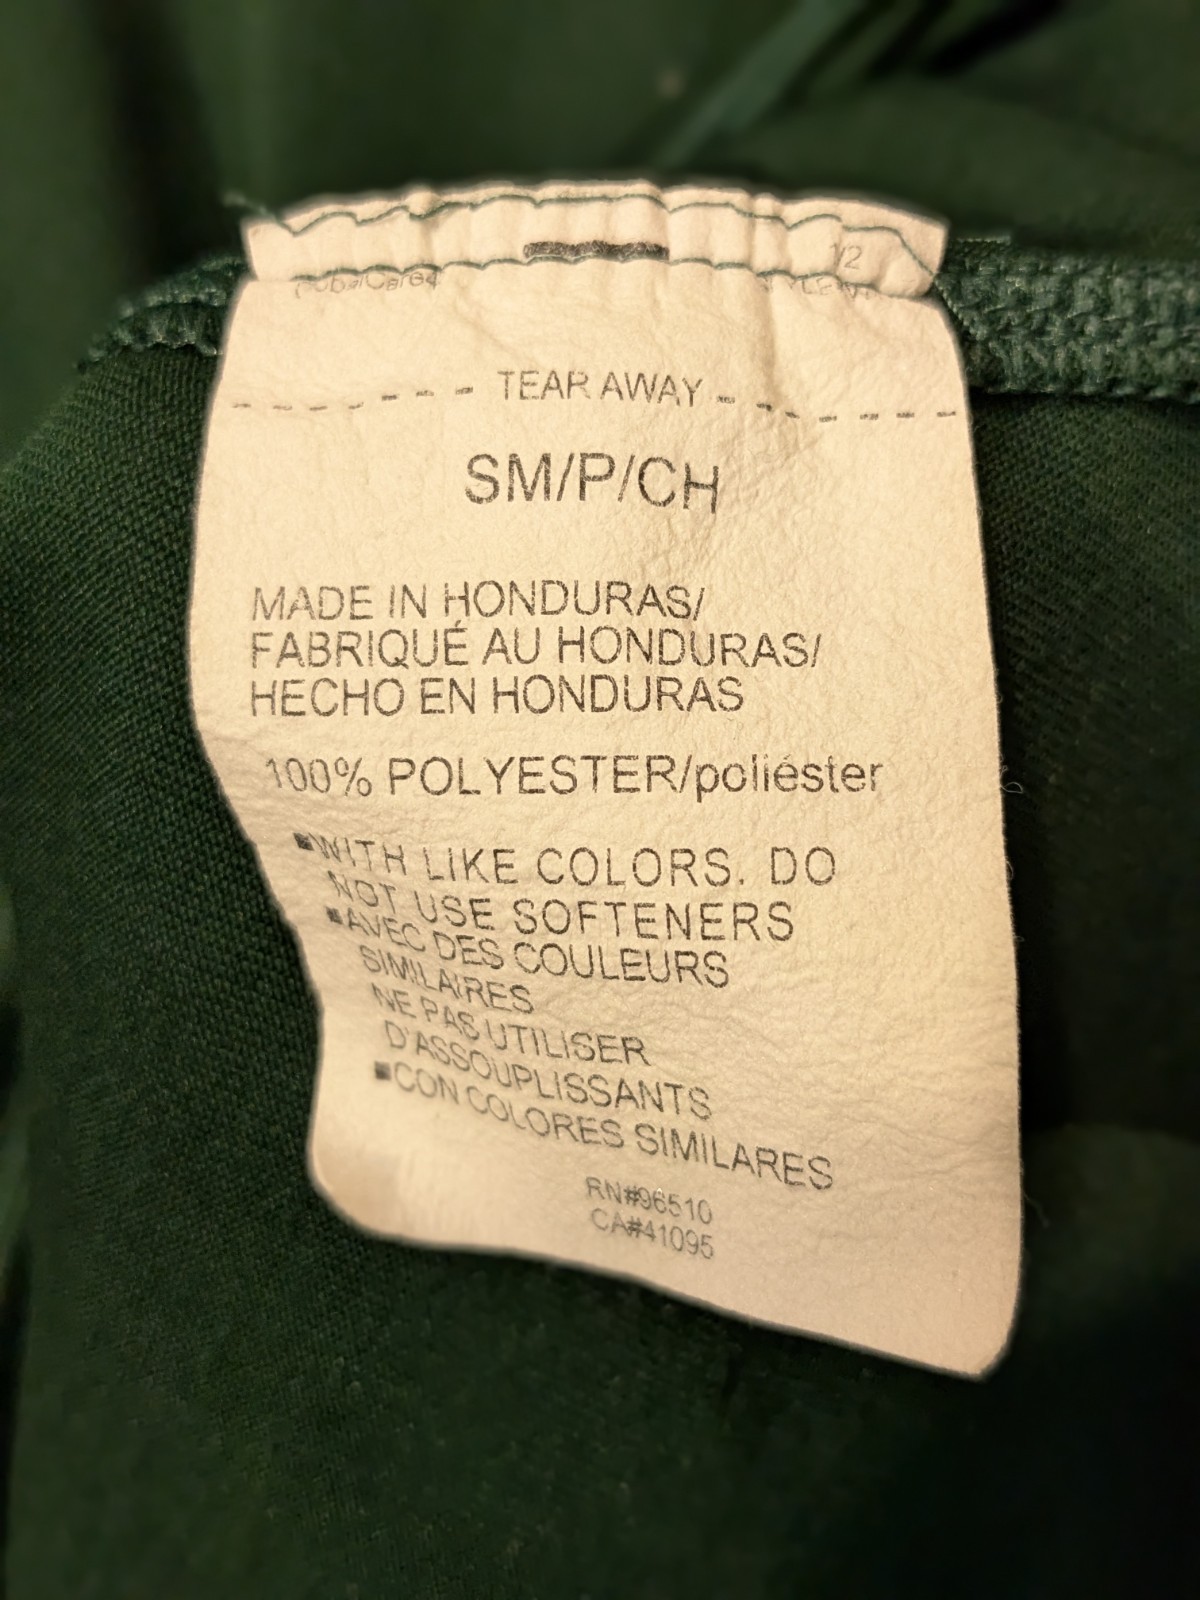 1/2
TEAR AWAY
SM/P/CH
MADE IN HONDURAS/
FABRIQUÉ AU HONDURAS/
HECHO EN HONDURAS
100% POLYESTER/poliéster
▪WITH LIKE COLORS. DO
NOT USE SOFTENERS
▪AVEC DES COULEURS
SIMILAIRES
NE PAS UTILISER
D'ASSOUPLISSANTS
▪CON COLORES SIMILARES
RN#96510
CA#41095